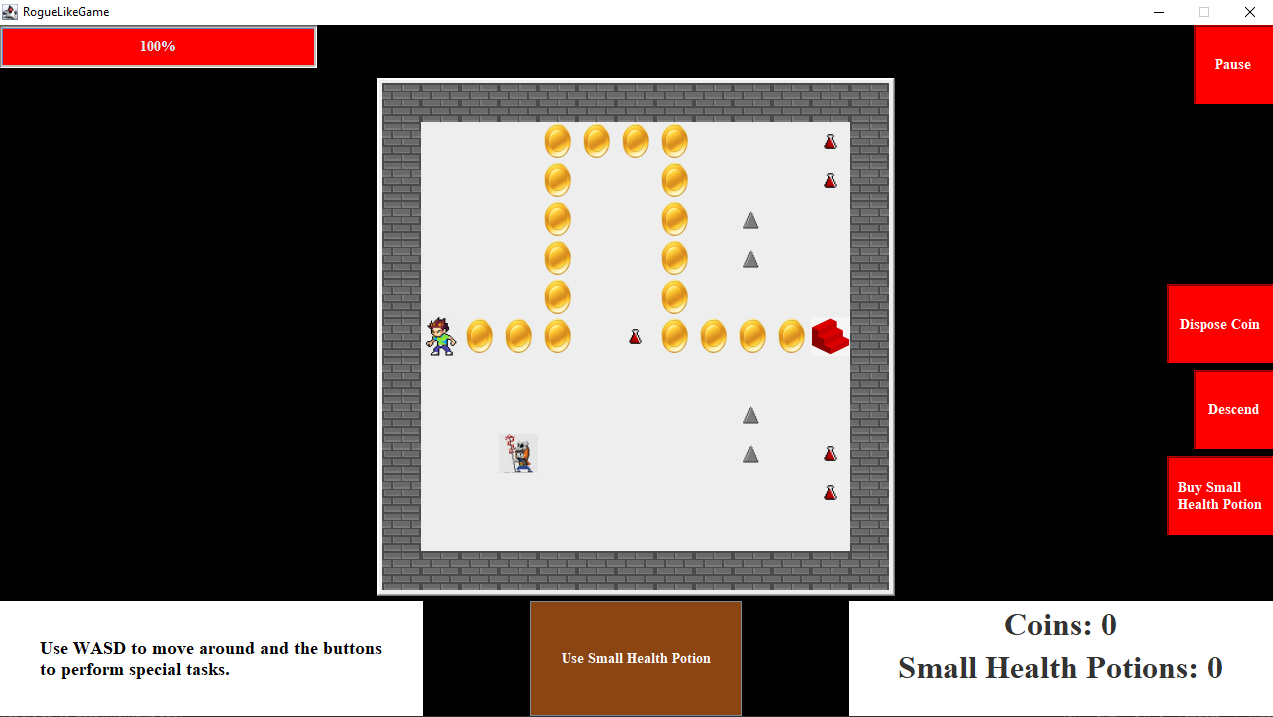 RogueLikeGame
100%
Pause
Dispose Coin
Descend
Buy Small
Health Potion
Use WASD to move around and the buttons
to perform special tasks.
Use Small Health Potion
Coins: 0
Small Health Potions: 0